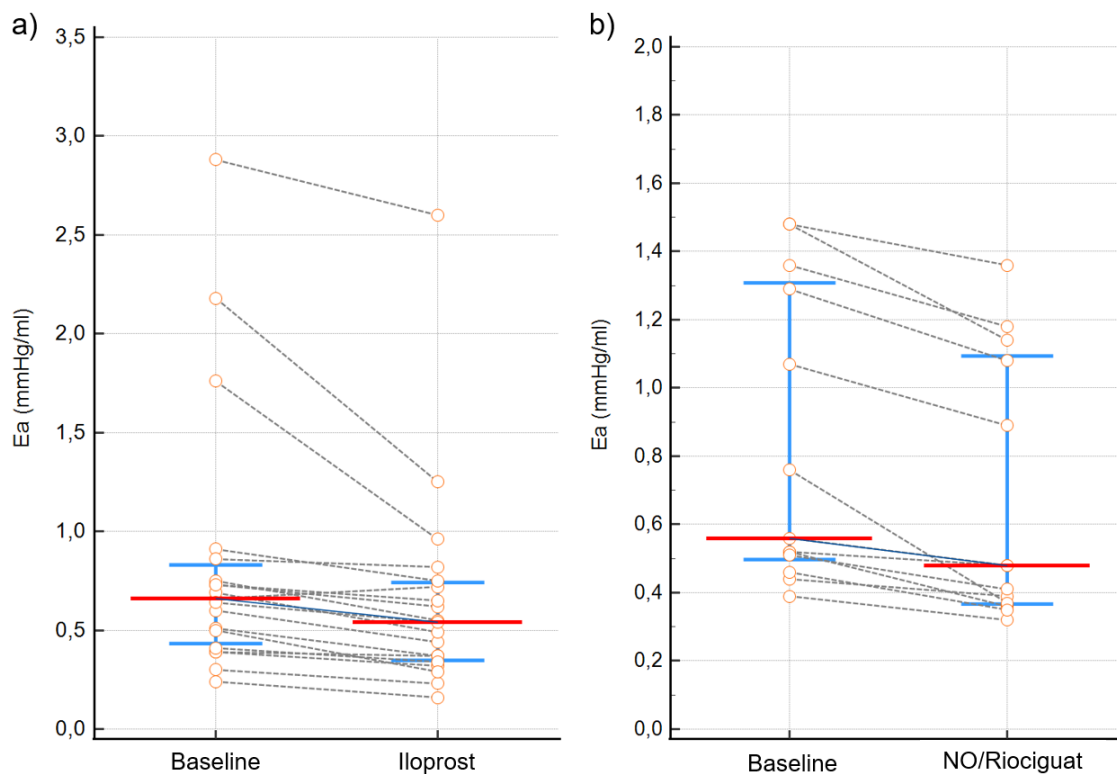 a)
3,5
3,0
2,5
2,0
1,5
1,0
0,5
0,0
Ea (mmHg/ml)
Baseline
Iloprost
b)
2,0
1,8
1,6
1,4
1,2
1,0
0,8
0,6
0,4
0,2
0,0
Ea (mmHg/ml)
Baseline
NO/Riociguat